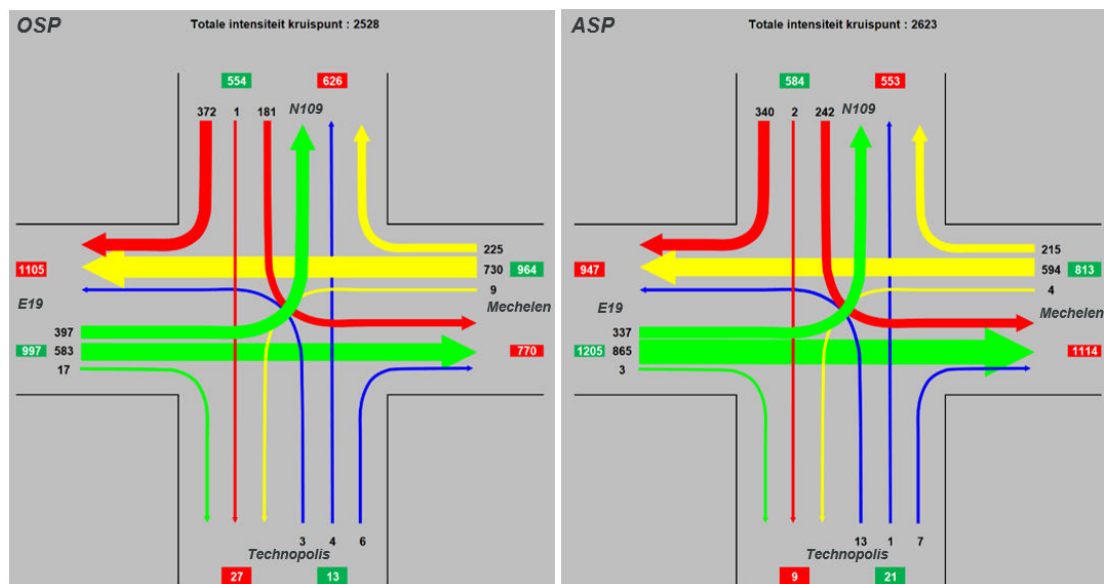 OSP
Totale intensiteit kruispunt : 2528
554
626
372 1 181
N109
225
1105
730 964
9
E19
Mechelen
397
997 583 770
17
3 4 6
Technopolis
27 13
ASP
Totale intensiteit kruispunt : 2623
584
553
340 2 242
N109
215
947
594 813
4
E19
Mechelen
337
1205 865 1114
3
13 1 7
Technopolis
9 21